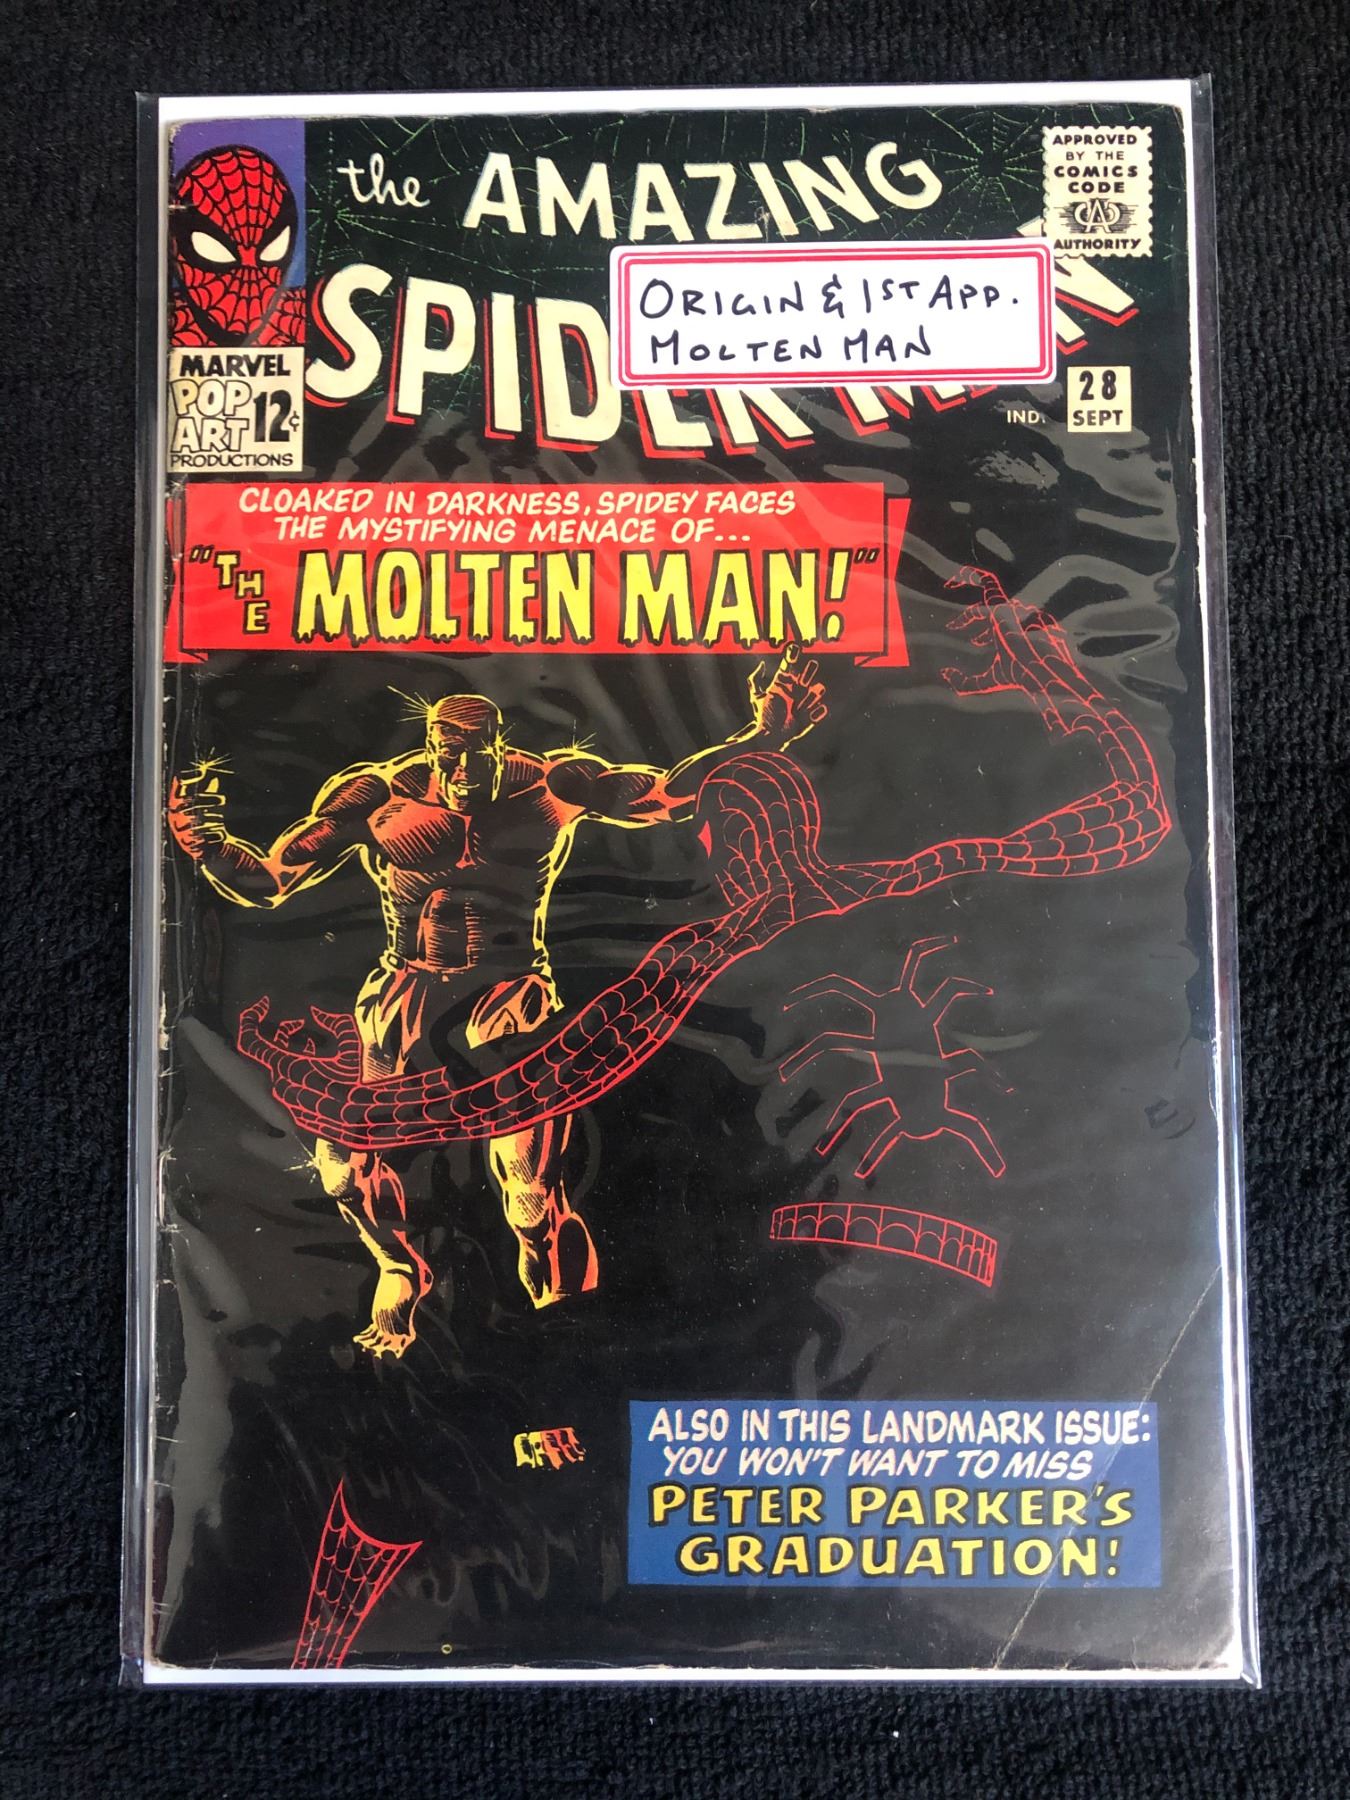 the AMAZING
SPIDER-MAN
APPROVED
BY THE
COMICS
CODE
CA
AUTHORITY
ORIGIN & 1ST APP.
MOLTEN MAN
MARVEL
POP
ART
PRODUCTIONS
12¢
IND.
28
SEPT
CLOAKED IN DARKNESS, SPIDEY FACES
THE MYSTIFYING MENACE OF...
"THE MOLTEN MAN!"
ALSO IN THIS LANDMARK ISSUE:
YOU WON'T WANT TO MISS
PETER PARKER'S
GRADUATION!